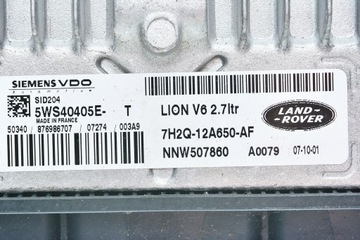 SIEMENS VDO
Automotive
SID204
5WS40405E- T
MADE IN FRANCE
50340 / 876986707 / 07274 / 003A9
LION V6 2.7ltr
7H2Q-12A650-AF
NNW507860 A0079 07-10-01
LAND-
-ROVER